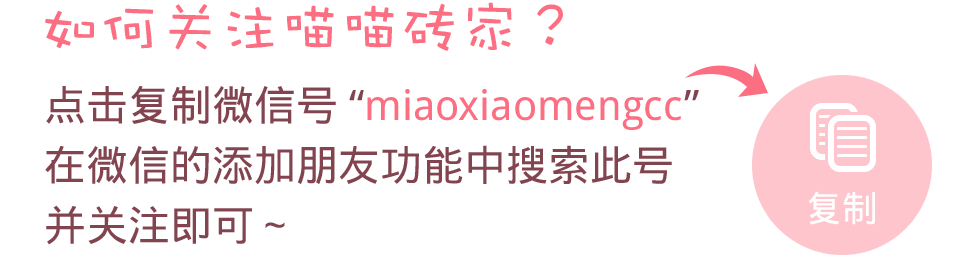 如何关注喵喵砖家？
点击复制微信号 “miaoxiaomengcc”
在微信的添加朋友功能中搜索此号
并关注即可 ~
复制